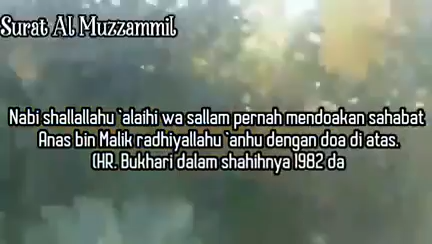 Surat Al Muzzammil
Nabi shallallahu `alaihi wa sallam pernah mendoakan sahabat
Anas bin Malik radhiyallahu `anhu dengan doa di atas.
(HR. Bukhari dalam shahihnya 1982 da